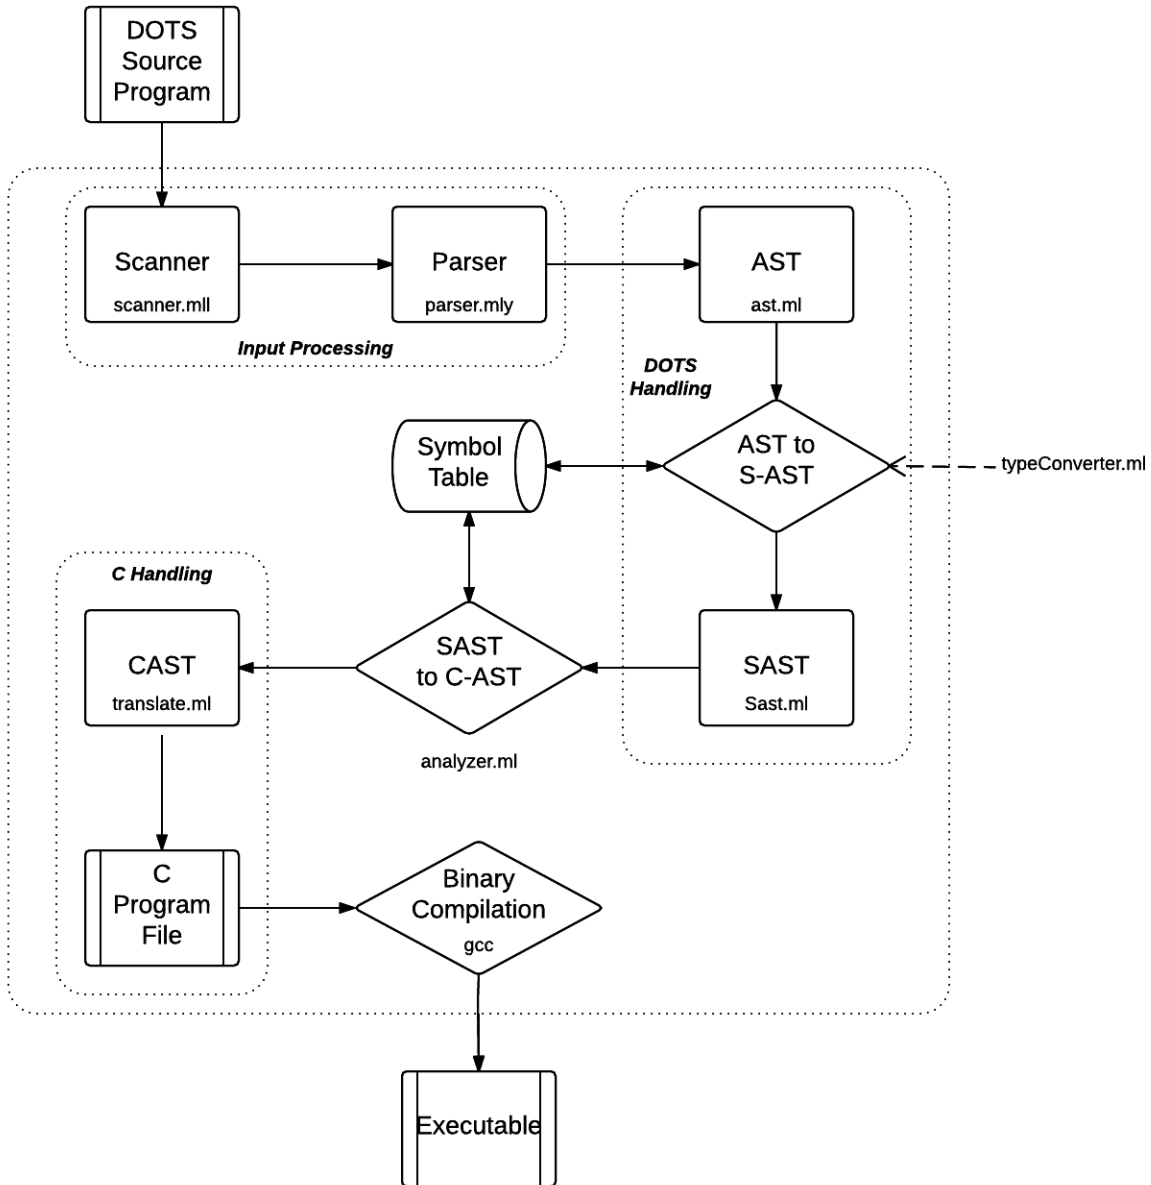 DOTS
Source
Program
Scanner
scanner.mll
Parser
parser.mly
AST
ast.ml
Input Processing
DOTS
Handling
Symbol
Table
AST to
S-AST
typeConverter.ml
C Handling
CAST
translate.ml
SAST
to C-AST
analyzer.ml
SAST
Sast.ml
C
Program
File
Binary
Compilation
gcc
Executable